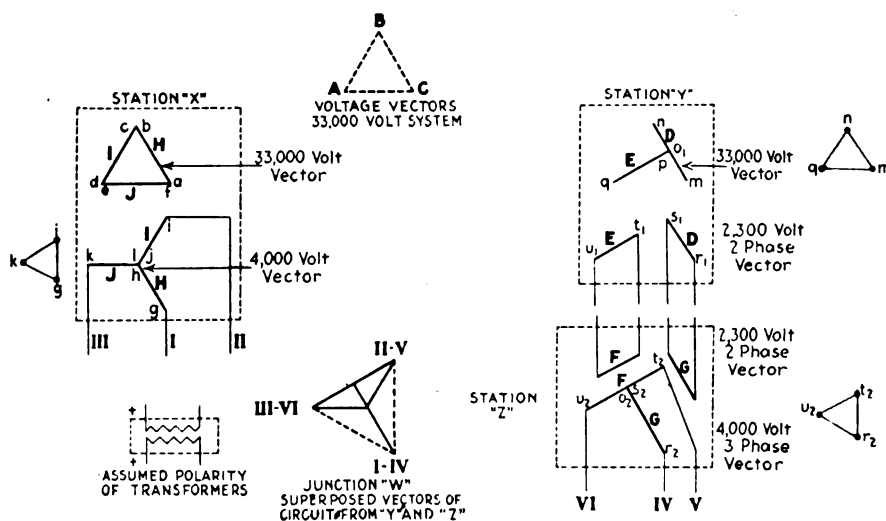 B
A
C
VOLTAGE VECTORS
33,000 VOLT SYSTEM
STATION "X"
c b
I H
d a
e J f
33,000 Volt
Vector
i
k
g
k J l j I i
h H
g
4,000 Volt
Vector
III I II
+
+
ASSUMED POLARITY
OF TRANSFORMERS
II-V
III-VI
I-IV
JUNCTION "W"
SUPERPOSED VECTORS OF
CIRCUIT FROM "Y" AND "Z"
STATION "Y"
n
D
E o1
p
q m
33,000 Volt
Vector
n
q m
u1 E t1
s1 D r1
2,300 Volt
2 Phase
Vector
STATION
"Z"
F
G
2,300 Volt
2 Phase
Vector
u2 F t2
o2 s2
G
r2
4,000 Volt
3 Phase
Vector
t2
u2
r2
VI IV V